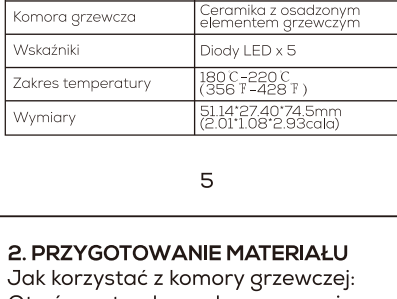 Komora grzewcza
Ceramika z osadzonym
elementem grzewczym
Wskaźniki
Diody LED x 5
Zakres temperatury
180 C-220 C
(356 F-428 F)
Wymiary
51.14*27.40*74.5mm
(2.01*1.08*2.93cala)
5
2. PRZYGOTOWANIE MATERIAŁU
Jak korzystać z komory grzewczej: